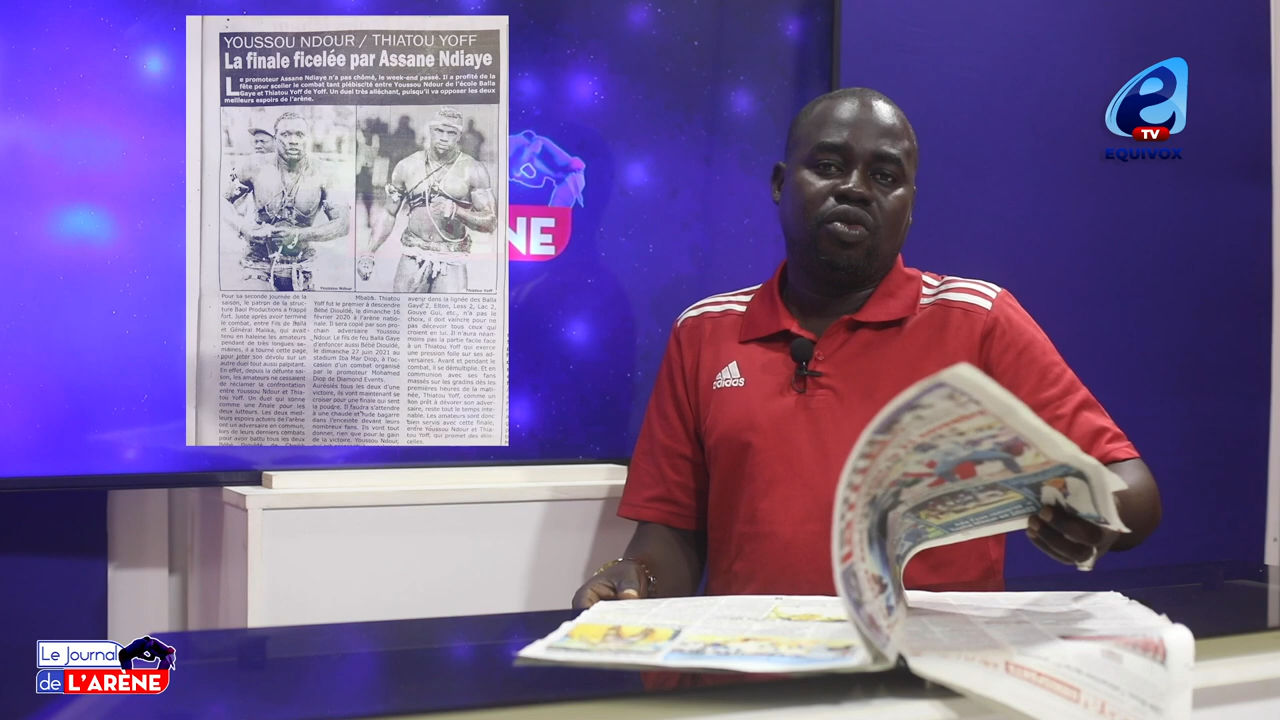 YOUSSOU NDOUR / THIATOU YOFF
La finale ficelée par Assane Ndiaye
Le promoteur Assane Ndiaye n'a pas chômé, le week-end passé. Il a profité de la
fête pour sceller le combat tant plébiscité entre Youssou Ndour de l'école Balla
Gaye et Thiatou Yoff de Yoff. Un duel très alléchant, puisqu'il va opposer les deux
meilleurs espoirs de l'arène.
Youssou Ndour
Thiatou Yoff
Pour sa seconde journée de la
saison, le patron de la struc-
ture Baol Productions a frappé
fort. Juste après avoir terminé
le combat, entre Fils de Balla
et Général Malika, qui avait
tenu en haleine les amateurs
pendant de très longues se-
maines, il a tourné cette page,
pour jeter son dévolu sur un
autre duel tout aussi palpitant.
En effet, depuis la défunte sai-
son, les amateurs ne cessaient
de réclamer la confrontation
entre Youssou Ndour et Thia-
tou Yoff. Un duel qui sonne
comme une finale pour les
deux lutteurs. Les deux meil-
leurs espoirs actuels de l'arène
ont un adversaire en commun,
lors de leurs derniers combats
pour avoir battu tous les deux
Bébé Diouldé de Cheikh
Mbaba. Thiatou
Yoff fut le premier à descendre
Bébé Diouldé, le dimanche 16
février 2020 à l'arène natio-
nale. Il sera copié par son pro-
chain adversaire Youssou
Ndour. Le fils de feu Balla Gaye
d'enfoncer aussi Bébé Diouldé,
le dimanche 27 juin 2021 au
stadium Iba Mar Diop, à l'oc-
casion d'un combat organisé
par le promoteur Mohamed
Diop de Diamond Events.
Auréolés tous les deux d'une
victoire, ils vont maintenant se
croiser pour une finale qui sent
la poudre. Il faudra s'attendre
à une chaude et rude bagarre
dans l'enceinte devant leurs
nombreux fans. Ils vont tout
donner, rien que pour le gain
de la victoire. Youssou Ndour,
avenir dans la lignée des Balla
Gaye 2, Elton, Less 2, Lac 2,
Gouye Gui, etc., n'a pas le
choix, il doit vaincre pour ne
pas décevoir tous ceux qui
croient en lui. Il n'aura néan-
moins pas la partie facile face
à un Thiatou Yoff qui exerce
une pression folle sur ses ad-
versaires. Avant et pendant le
combat, il se démultiplie. Et en
communion avec ses fans
massés sur les gradins dès les
premières heures de la mati-
née, Thiatou Yoff, comme un
lion prêt à dévorer son adver-
saire, reste tout le temps inte-
nable. Les amateurs sont donc
bien servis avec cette finale,
entre Youssou Ndour et Thia-
tou Yoff, qui promet des étin-
celles.
NE
e
TV
EQUIVOX
adidas
Le Journal
de L'ARÈNE